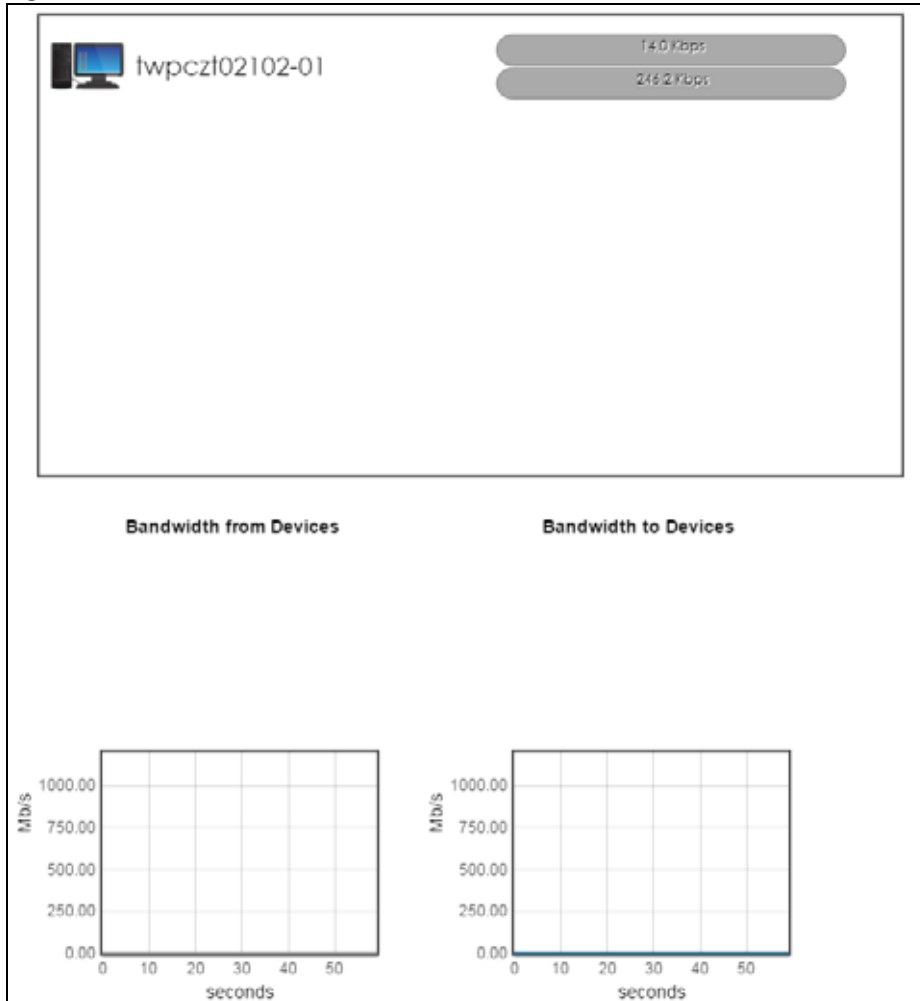 twpczt02102-01
14.0 Kbps
246.2 Kbps
Bandwidth from Devices
Bandwidth to Devices
Mb/s
1000.00
750.00
500.00
250.00
0.00
0 10 20 30 40 50
seconds
Mb/s
1000.00
750.00
500.00
250.00
0.00
0 10 20 30 40 50
seconds